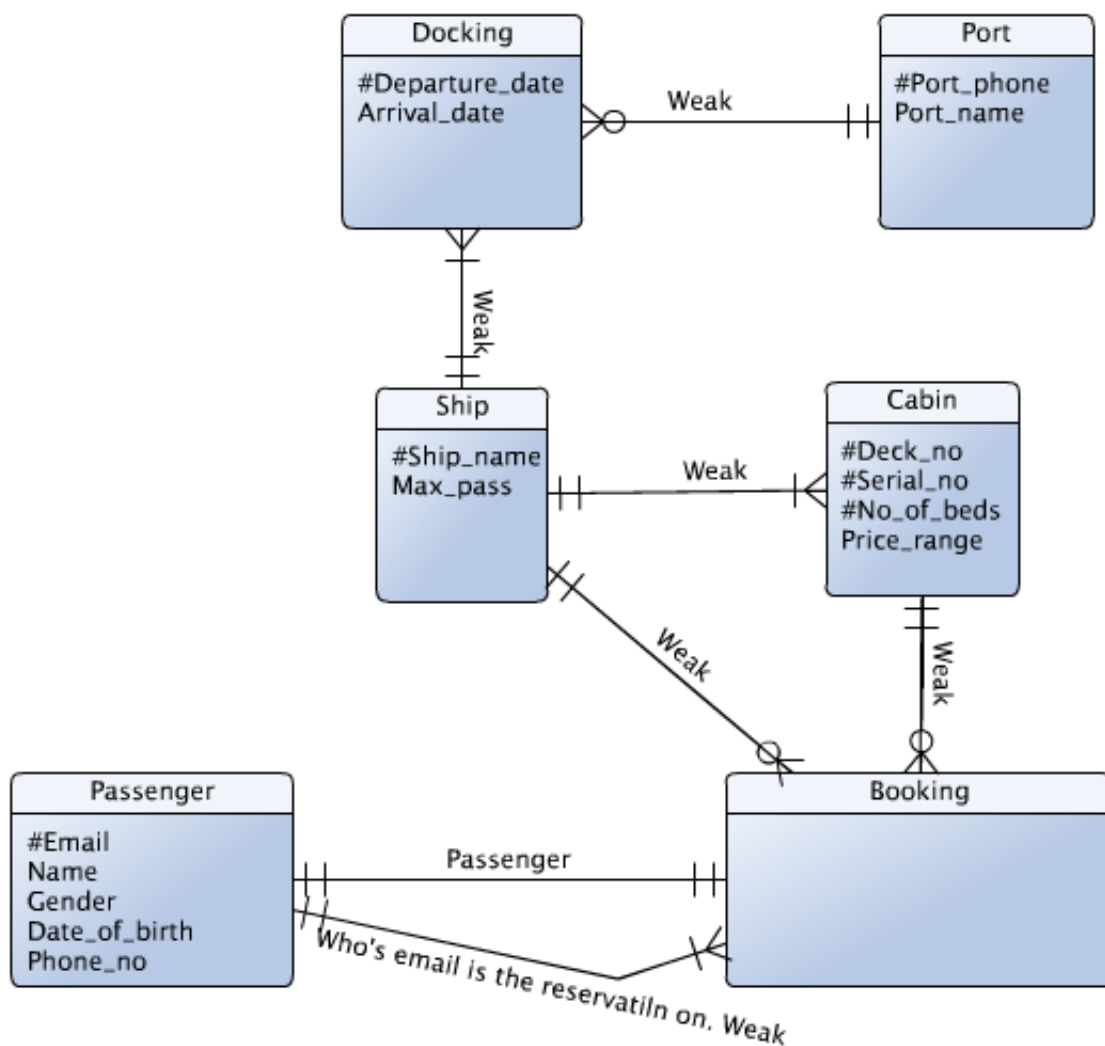 Docking
#Departure_date
Arrival_date
Weak
Port
#Port_phone
Port_name
Weak
Ship
#Ship_name
Max_pass
Weak
Cabin
#Deck_no
#Serial_no
#No_of_beds
Price_range
Weak
Weak
Passenger
#Email
Name
Gender
Date_of_birth
Phone_no
Passenger
Who's email is the reservatiln on. Weak
Booking